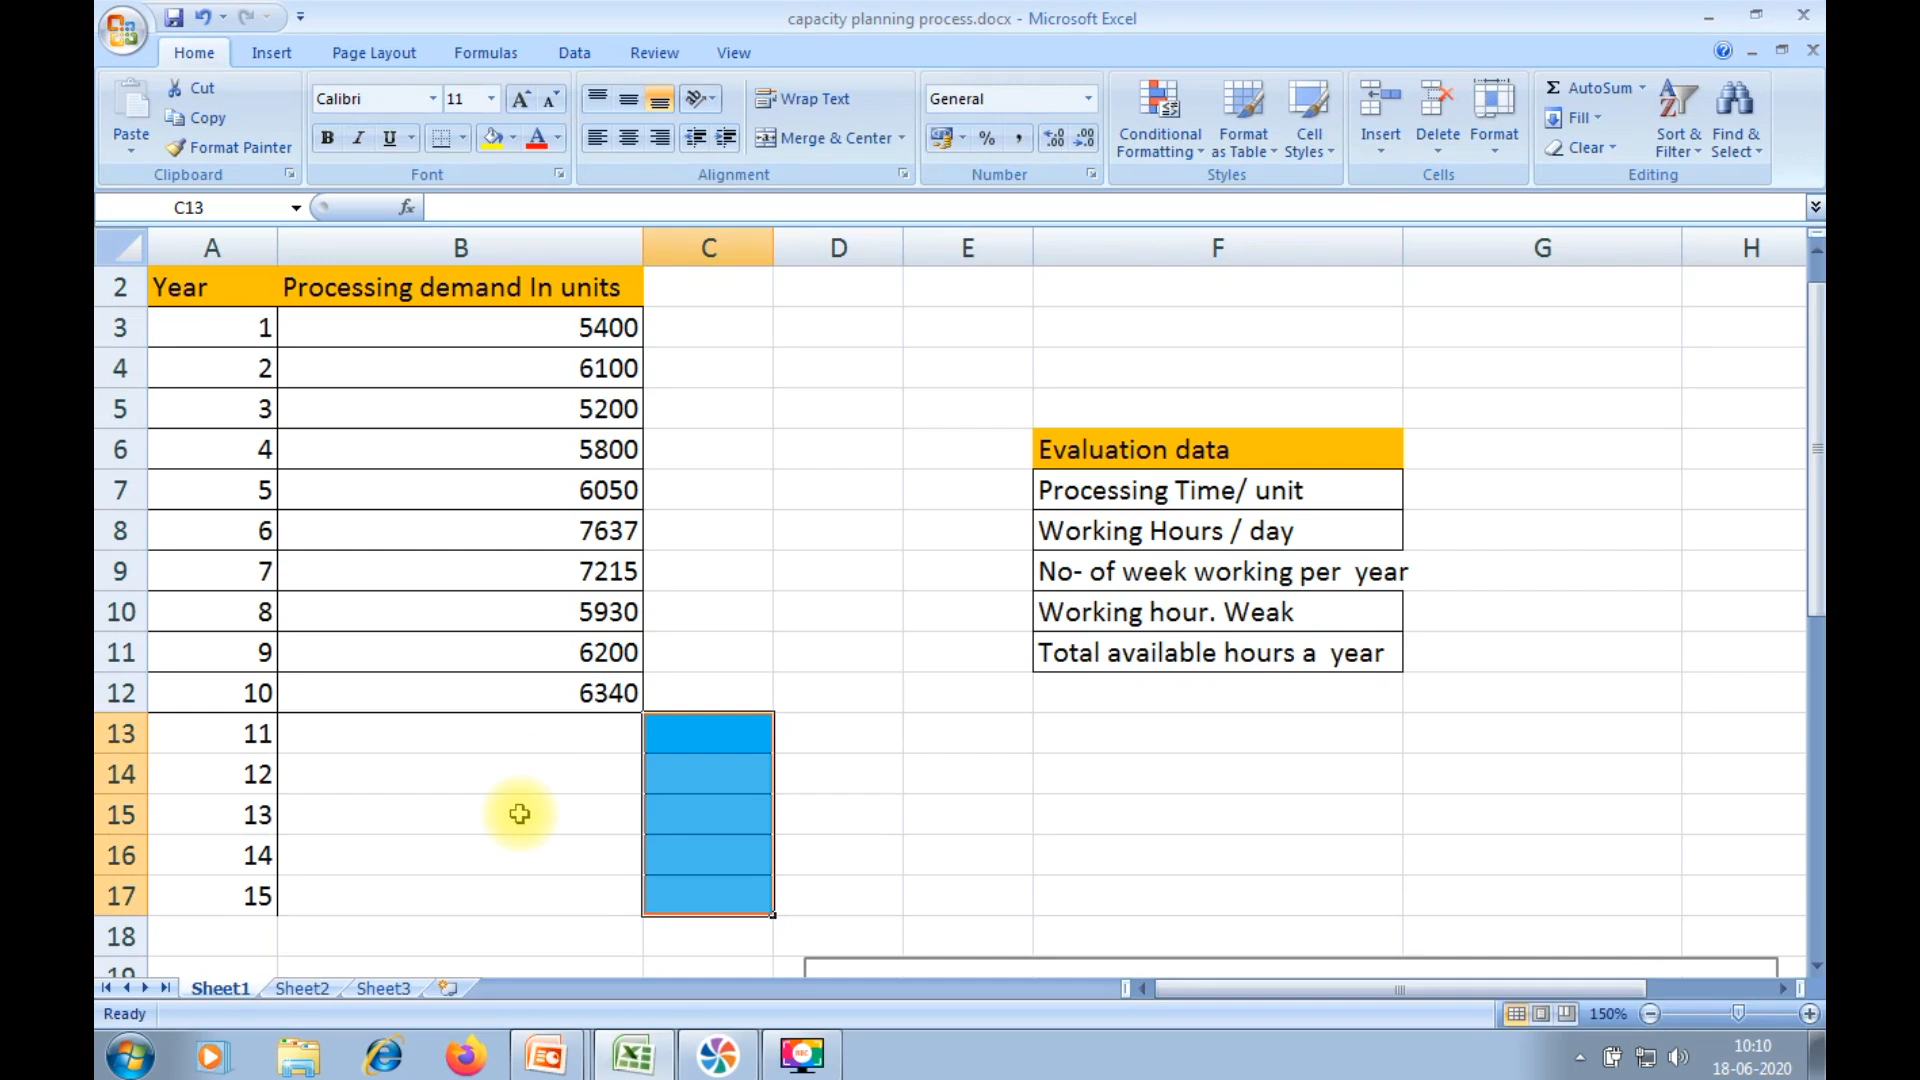 capacity planning process.docx - Microsoft Excel
Home Insert Page Layout Formulas Data Review View
Paste
Cut
Copy
Format Painter
Clipboard
Calibri 11
B I U
Font
Wrap Text
Merge & Center
Alignment
General
% ,
Number
Conditional Formatting
Format as Table
Cell Styles
Styles
Insert Delete Format
Cells
AutoSum
Fill
Clear
Sort & Filter
Find & Select
Editing
C13 fx
A B C D E F G H
2 Year Processing demand In units
3 1 5400
4 2 6100
5 3 5200
6 4 5800 Evaluation data
7 5 6050 Processing Time/ unit
8 6 7637 Working Hours / day
9 7 7215 No- of week working per year
10 8 5930 Working hour. Weak
11 9 6200 Total available hours a year
12 10 6340
13 11
14 12
15 13
16 14
17 15
18
19
Sheet1 Sheet2 Sheet3
Ready 150%
10:10
18-06-2020